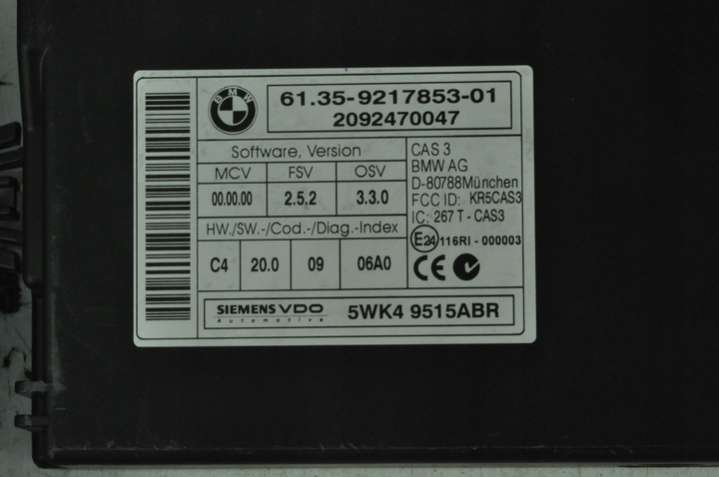 BMW
61.35-9217853-01
2092470047
Software, Version
MCV FSV OSV
00.00.00 2.5.2 3.3.0
HW./SW.-/Cod.-/Diag.-Index
C4 20.0 09 06A0
CAS 3
BMW AG
D-80788München
FCC ID: KR5CAS3
IC: 267 T - CAS3
E24 116RI - 000003
CE
SIEMENS VDO
Automotive
5WK4 9515ABR